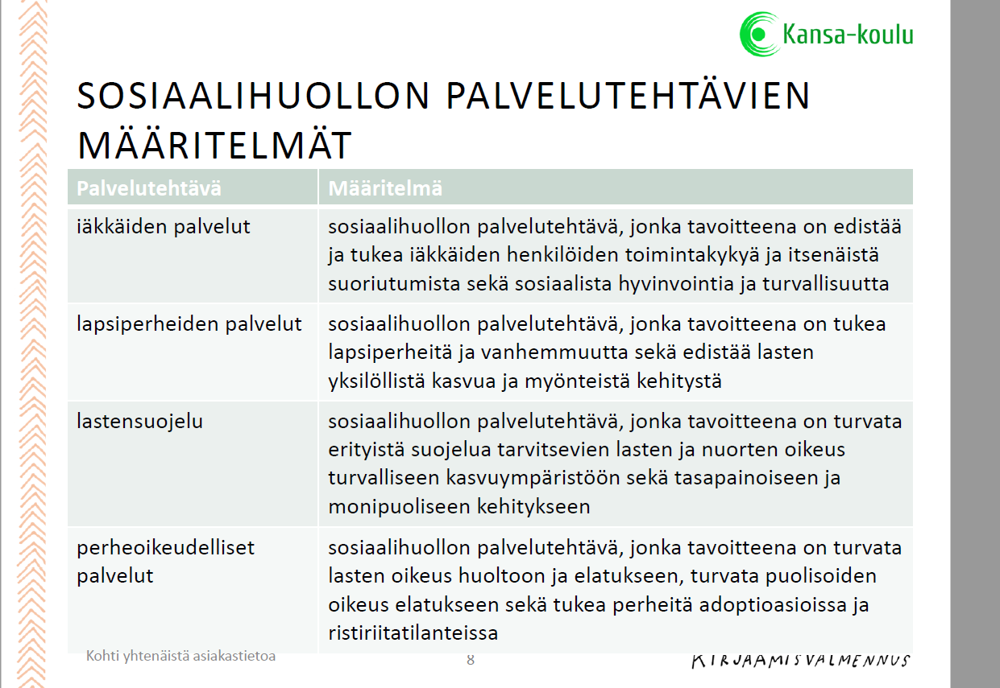 Kansa-koulu
SOSIAALIHUOLLON PALVELUTEHTÄVIEN
MÄÄRITELMÄT
Palvelutehtävä Määritelmä
iäkkäiden palvelut sosiaalihuollon palvelutehtävä, jonka tavoitteena on edistää
ja tukea iäkkäiden henkilöiden toimintakykyä ja itsenäistä
suoriutumista sekä sosiaalista hyvinvointia ja turvallisuutta
lapsiperheiden palvelut sosiaalihuollon palvelutehtävä, jonka tavoitteena on tukea
lapsiperheitä ja vanhemmuutta sekä edistää lasten
yksilöllistä kasvua ja myönteistä kehitystä
lastensuojelu sosiaalihuollon palvelutehtävä, jonka tavoitteena on turvata
erityistä suojelua tarvitsevien lasten ja nuorten oikeus
turvalliseen kasvuympäristöön sekä tasapainoiseen ja
monipuoliseen kehitykseen
perheoikeudelliset sosiaalihuollon palvelutehtävä, jonka tavoitteena on turvata
palvelut lasten oikeus huoltoon ja elatukseen, turvata puolisoiden
oikeus elatukseen sekä tukea perheitä adoptioasioissa ja
ristiriitatilanteissa
Kohti yhtenäistä asiakastietoa 8 KIRJAAMISVALMENNUS